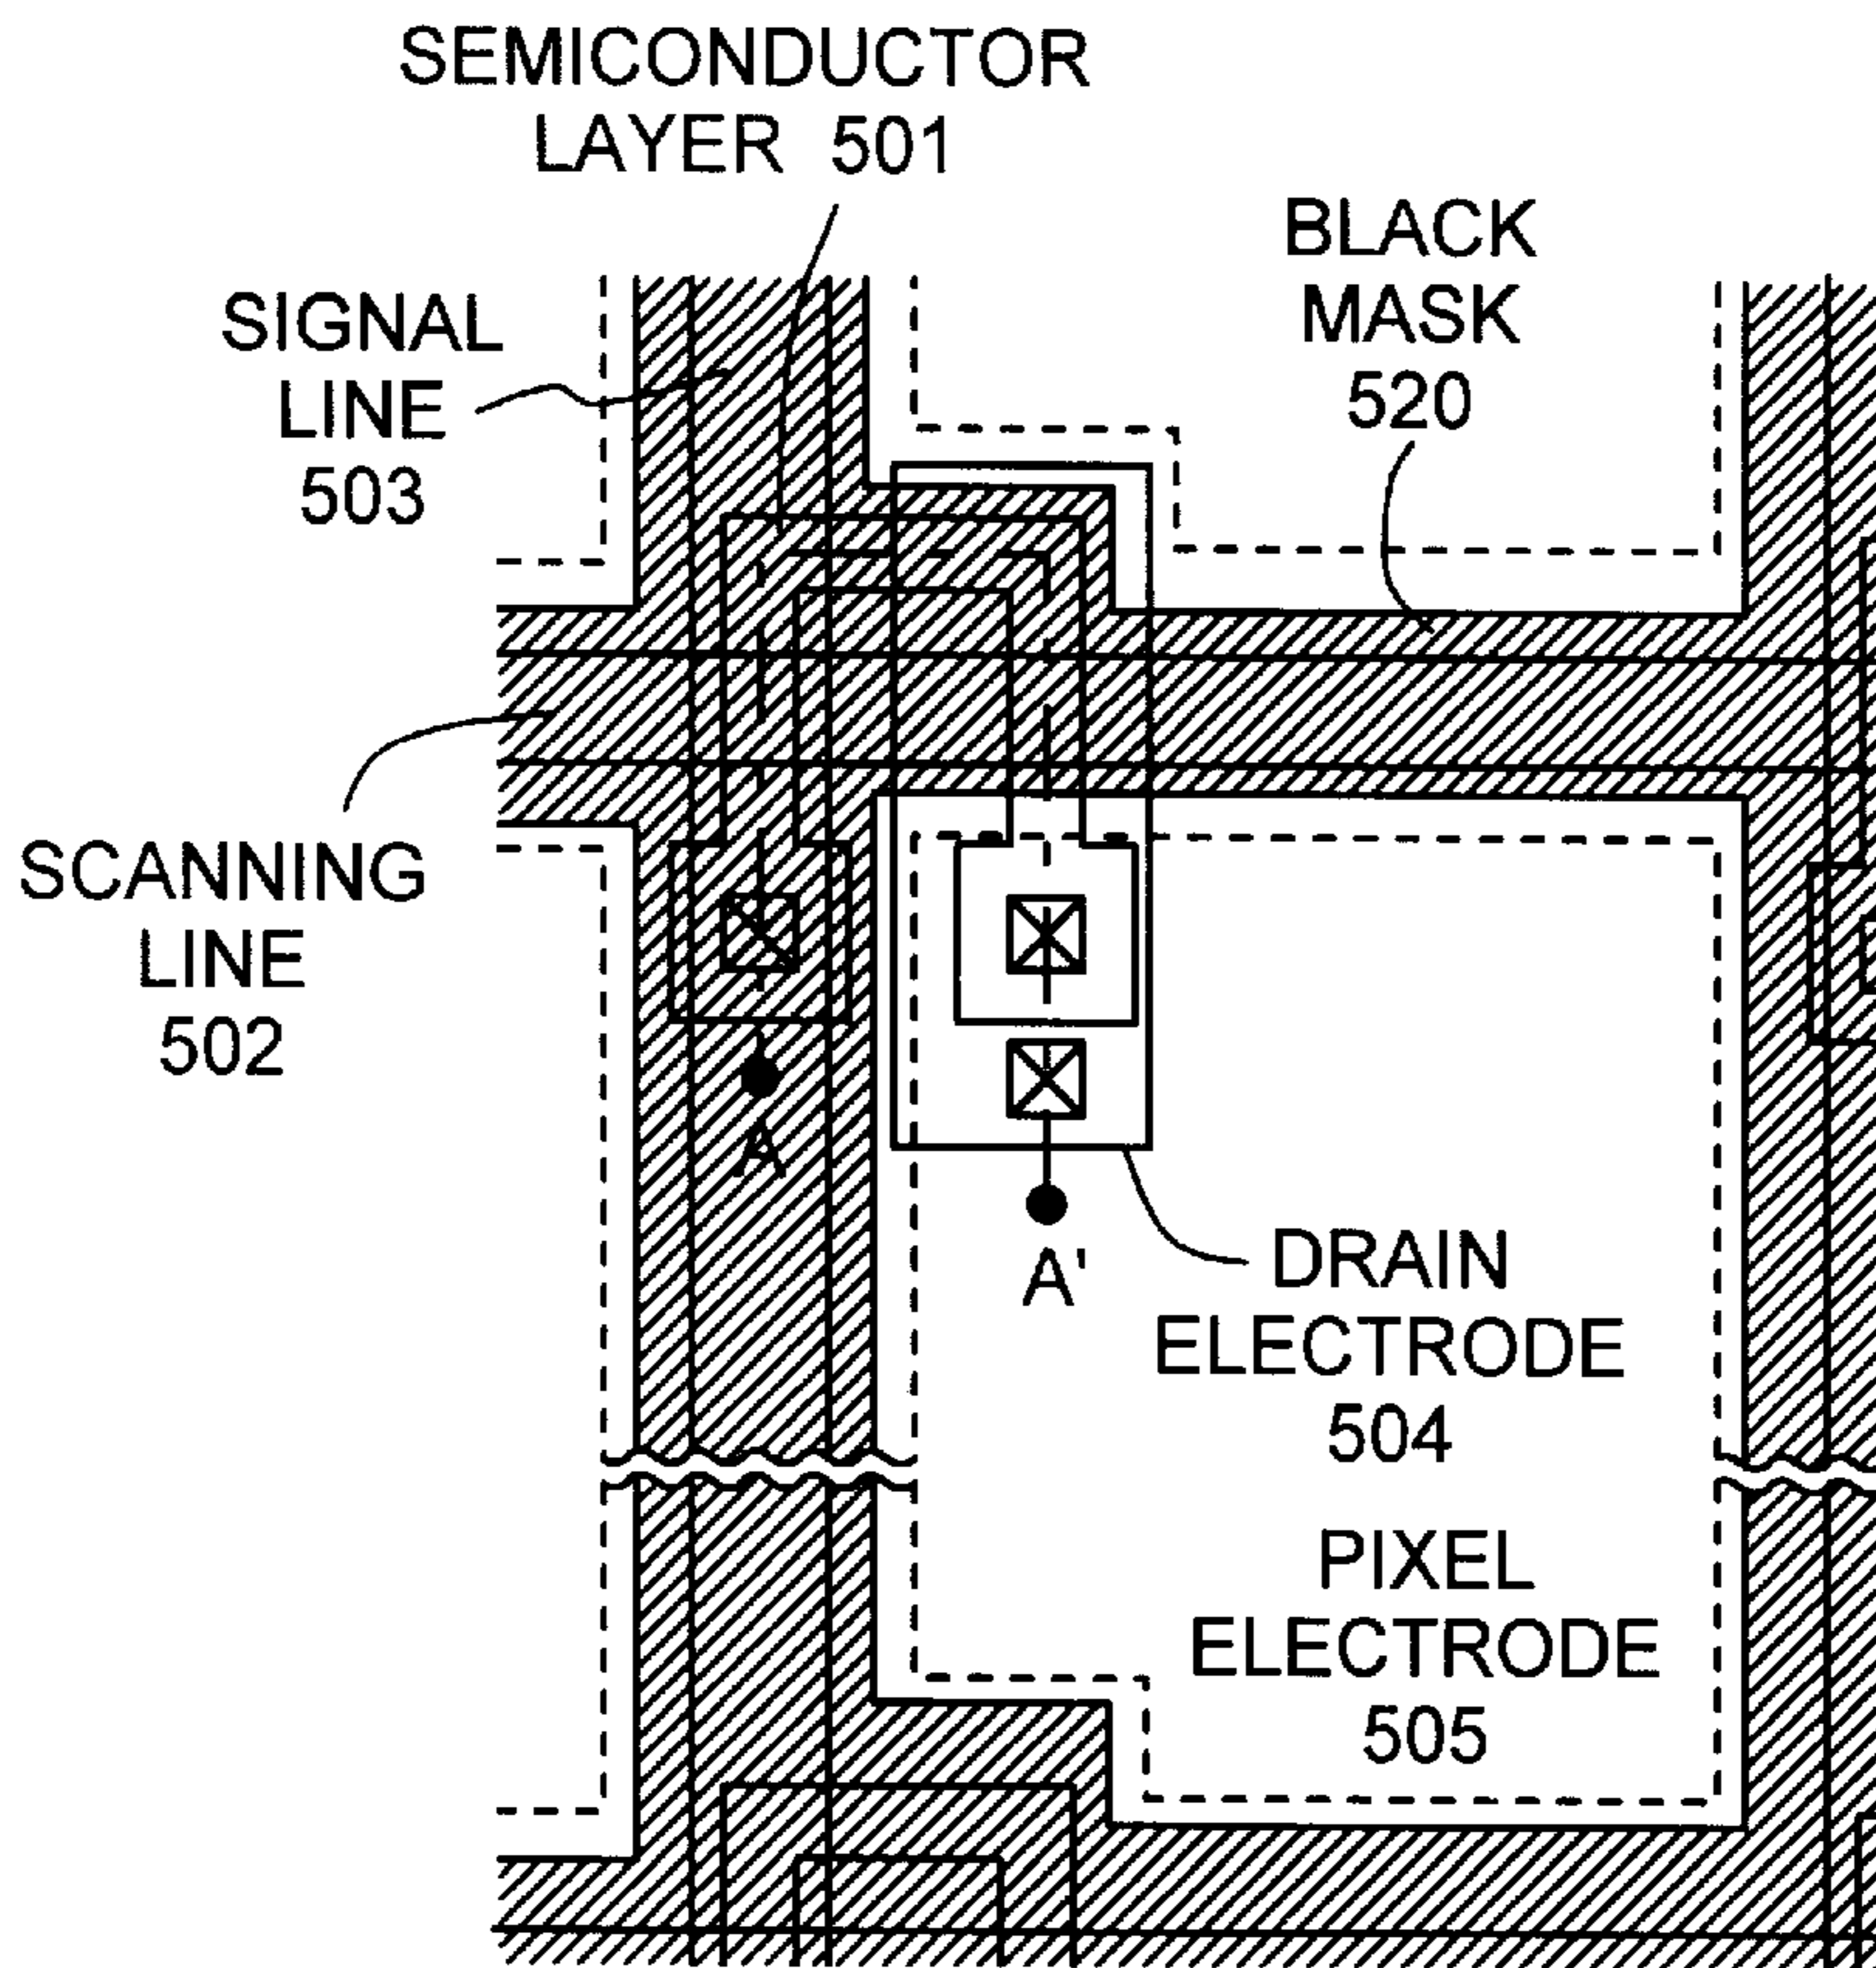 SEMICONDUCTOR
LAYER 501
BLACK
MASK
520
SIGNAL
LINE
503
SCANNING
LINE
502
A
A'
DRAIN
ELECTRODE
504
PIXEL
ELECTRODE
505